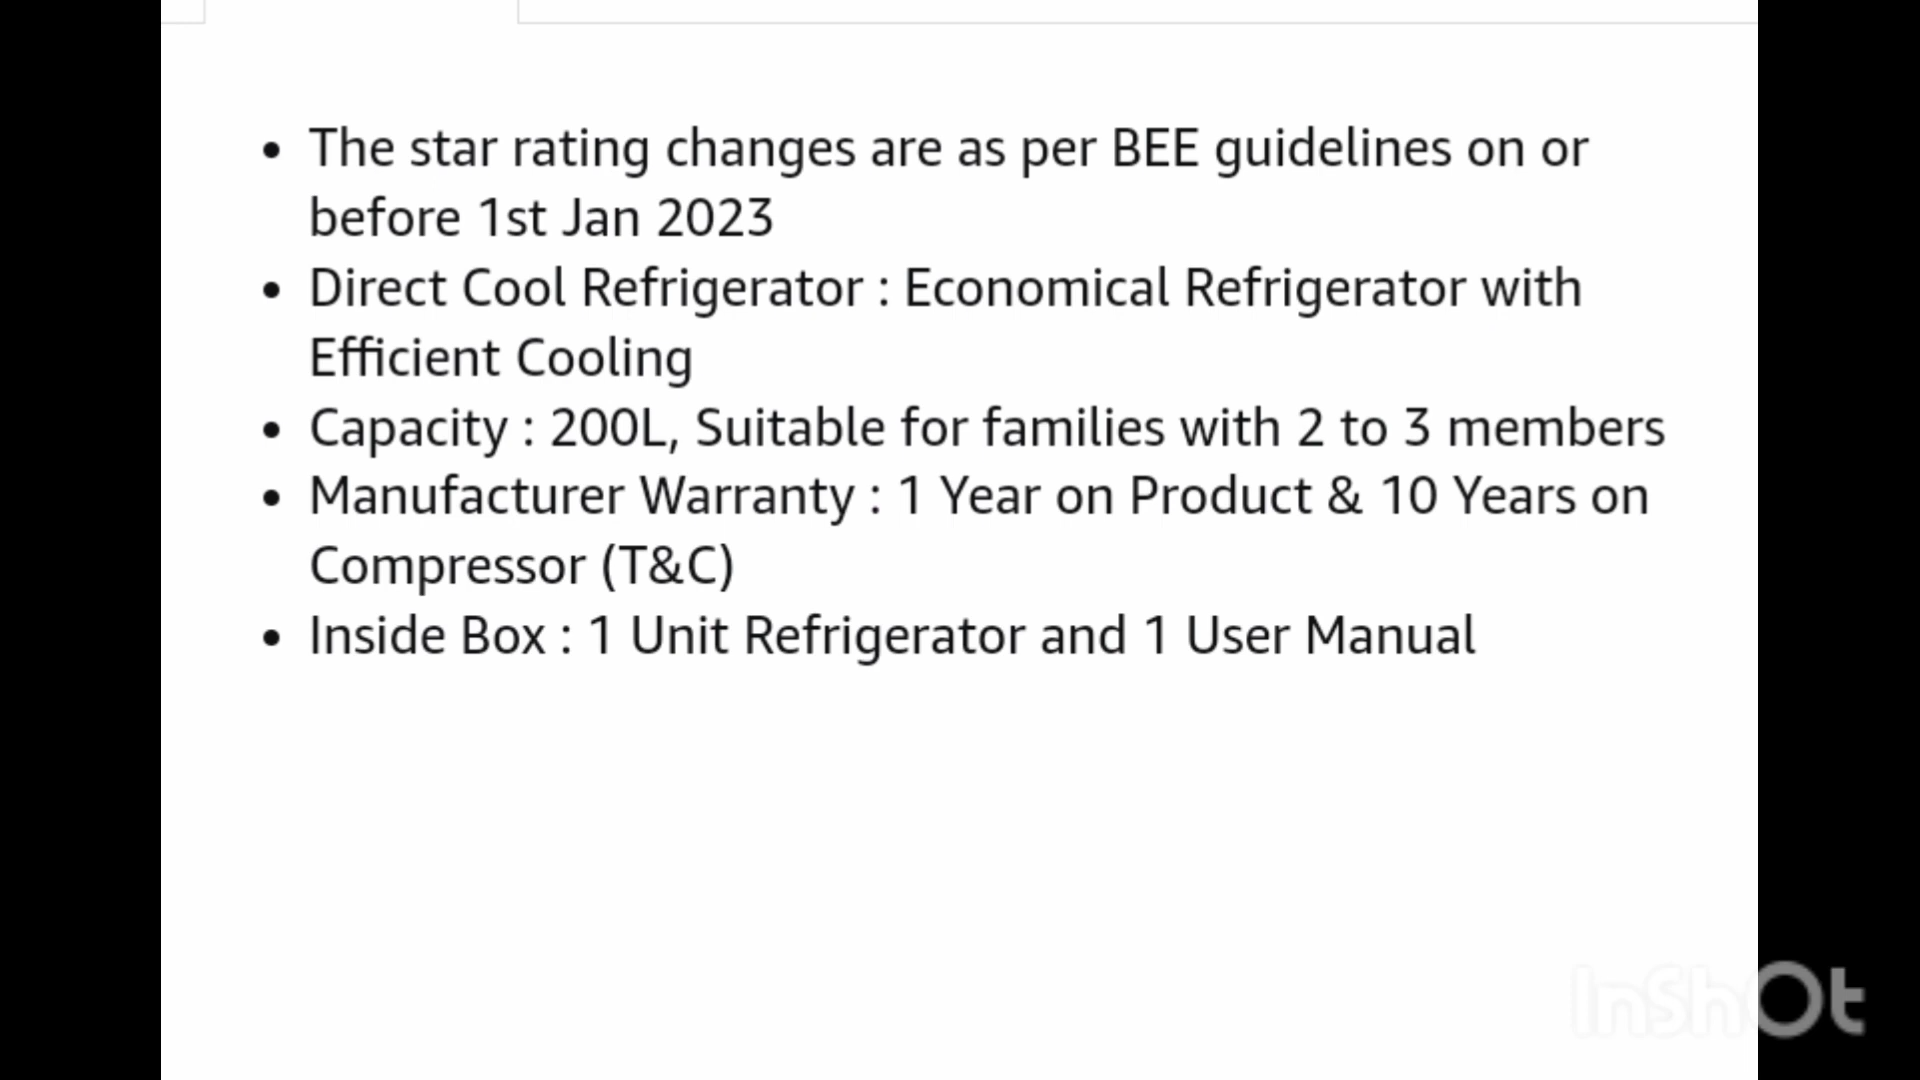 • The star rating changes are as per BEE guidelines on or
before 1st Jan 2023
• Direct Cool Refrigerator : Economical Refrigerator with
Efficient Cooling
• Capacity : 200L, Suitable for families with 2 to 3 members
• Manufacturer Warranty : 1 Year on Product & 10 Years on
Compressor (T&C)
• Inside Box : 1 Unit Refrigerator and 1 User Manual
InShOt